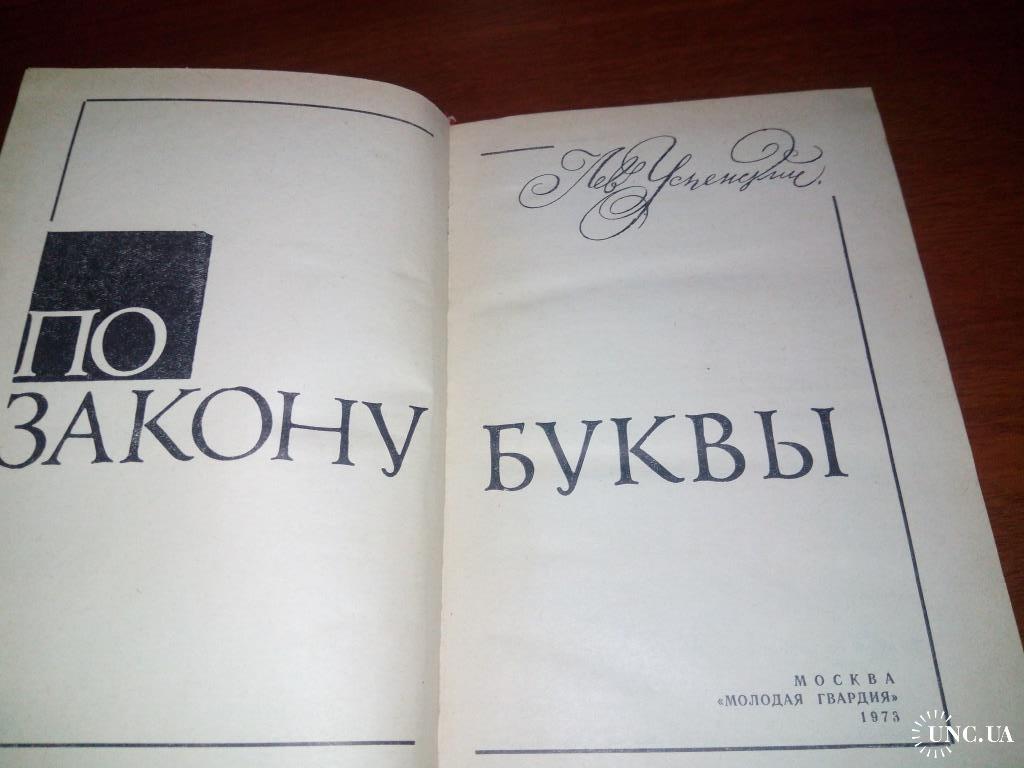 Лев Успенский.
ПО
ЗАКОНУ БУКВЫ
МОСКВА
«МОЛОДАЯ ГВАРДИЯ»
1973
UNC.UA